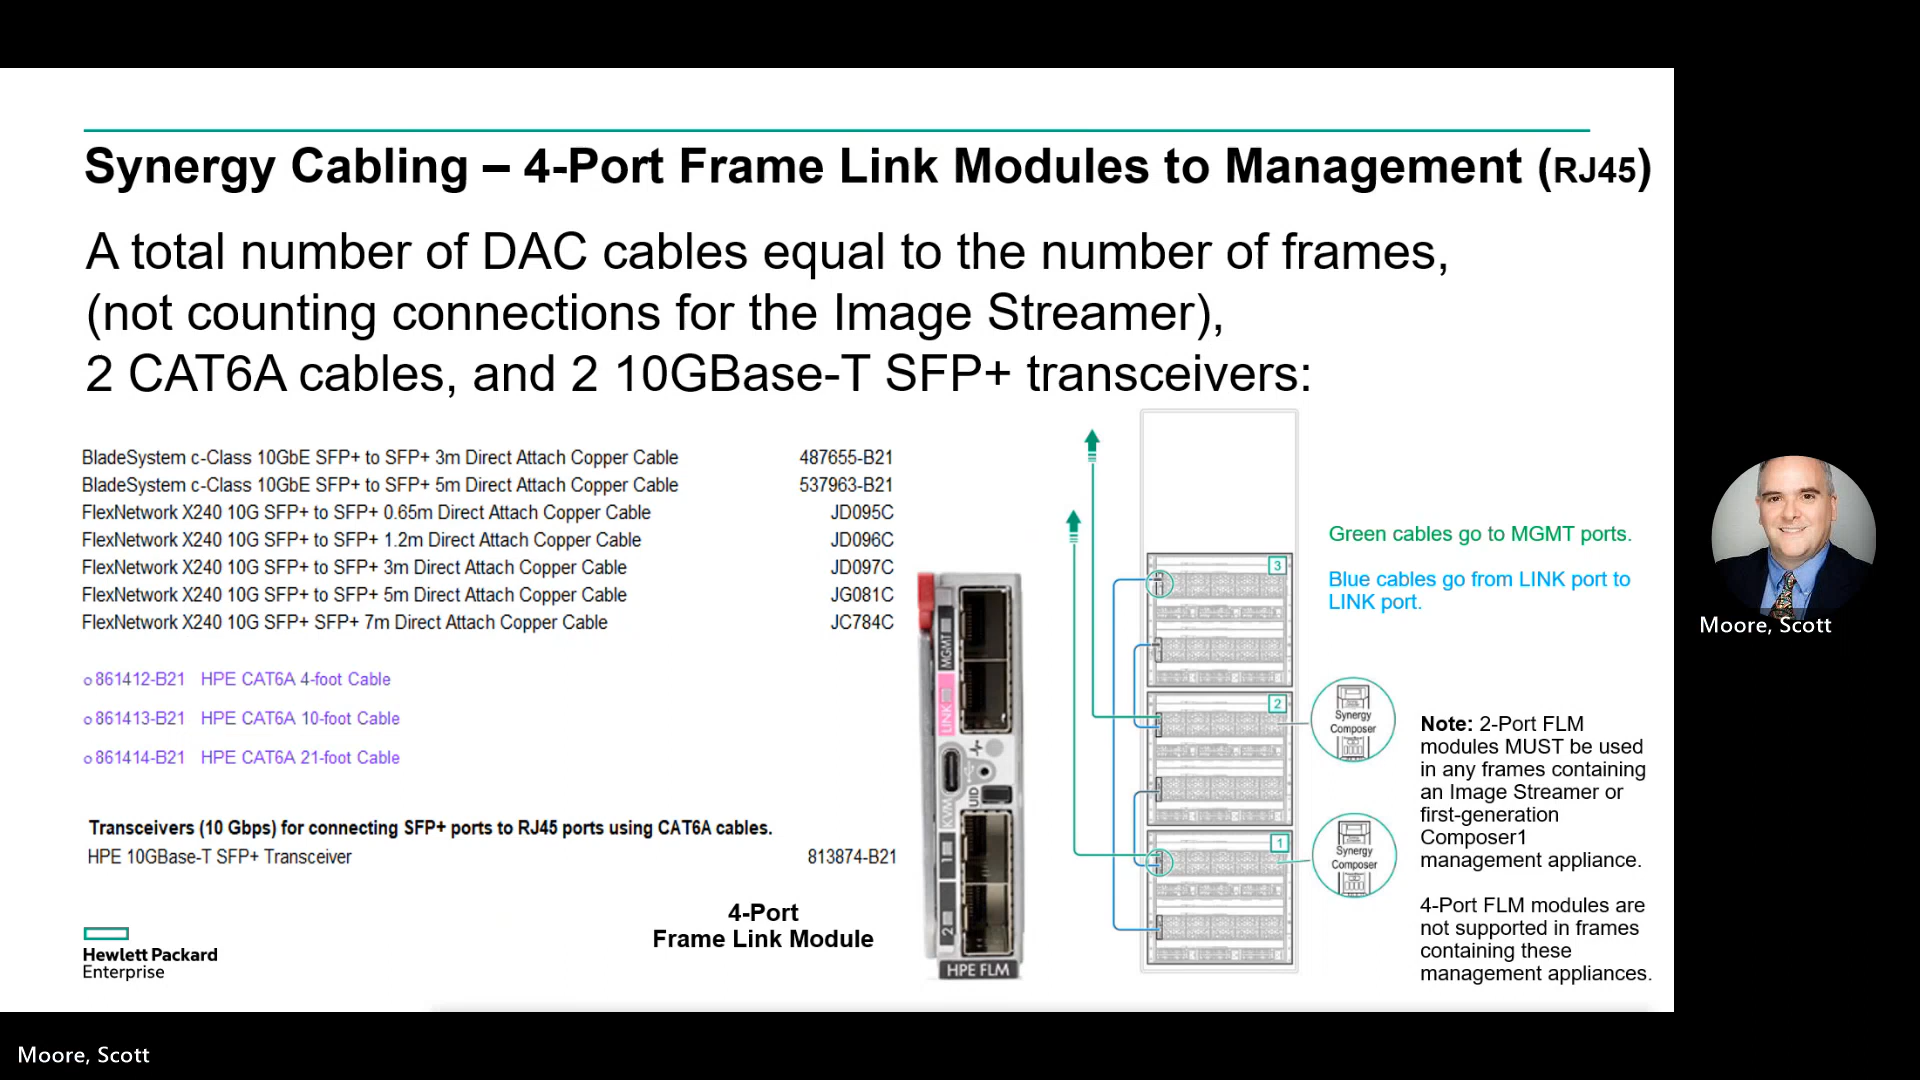 Synergy Cabling – 4-Port Frame Link Modules to Management (RJ45)
A total number of DAC cables equal to the number of frames,
(not counting connections for the Image Streamer),
2 CAT6A cables, and 2 10GBase-T SFP+ transceivers:
BladeSystem c-Class 10GbE SFP+ to SFP+ 3m Direct Attach Copper Cable 487655-B21
BladeSystem c-Class 10GbE SFP+ to SFP+ 5m Direct Attach Copper Cable 537963-B21
FlexNetwork X240 10G SFP+ to SFP+ 0.65m Direct Attach Copper Cable JD095C
FlexNetwork X240 10G SFP+ to SFP+ 1.2m Direct Attach Copper Cable JD096C
FlexNetwork X240 10G SFP+ to SFP+ 3m Direct Attach Copper Cable JD097C
FlexNetwork X240 10G SFP+ to SFP+ 5m Direct Attach Copper Cable JG081C
FlexNetwork X240 10G SFP+ SFP+ 7m Direct Attach Copper Cable JC784C
861412-B21 HPE CAT6A 4-foot Cable
861413-B21 HPE CAT6A 10-foot Cable
861414-B21 HPE CAT6A 21-foot Cable
Transceivers (10 Gbps) for connecting SFP+ ports to RJ45 ports using CAT6A cables.
HPE 10GBase-T SFP+ Transceiver 813874-B21
4-Port
Frame Link Module
Hewlett Packard
Enterprise
MGMT
LINK
KVM
UID
1
2
HPE FLM
3
2
1
Green cables go to MGMT ports.
Blue cables go from LINK port to
LINK port.
Synergy
Composer
Synergy
Composer
Note: 2-Port FLM
modules MUST be used
in any frames containing
an Image Streamer or
first-generation
Composer1
management appliance.
4-Port FLM modules are
not supported in frames
containing these
management appliances.
Moore, Scott
Moore, Scott